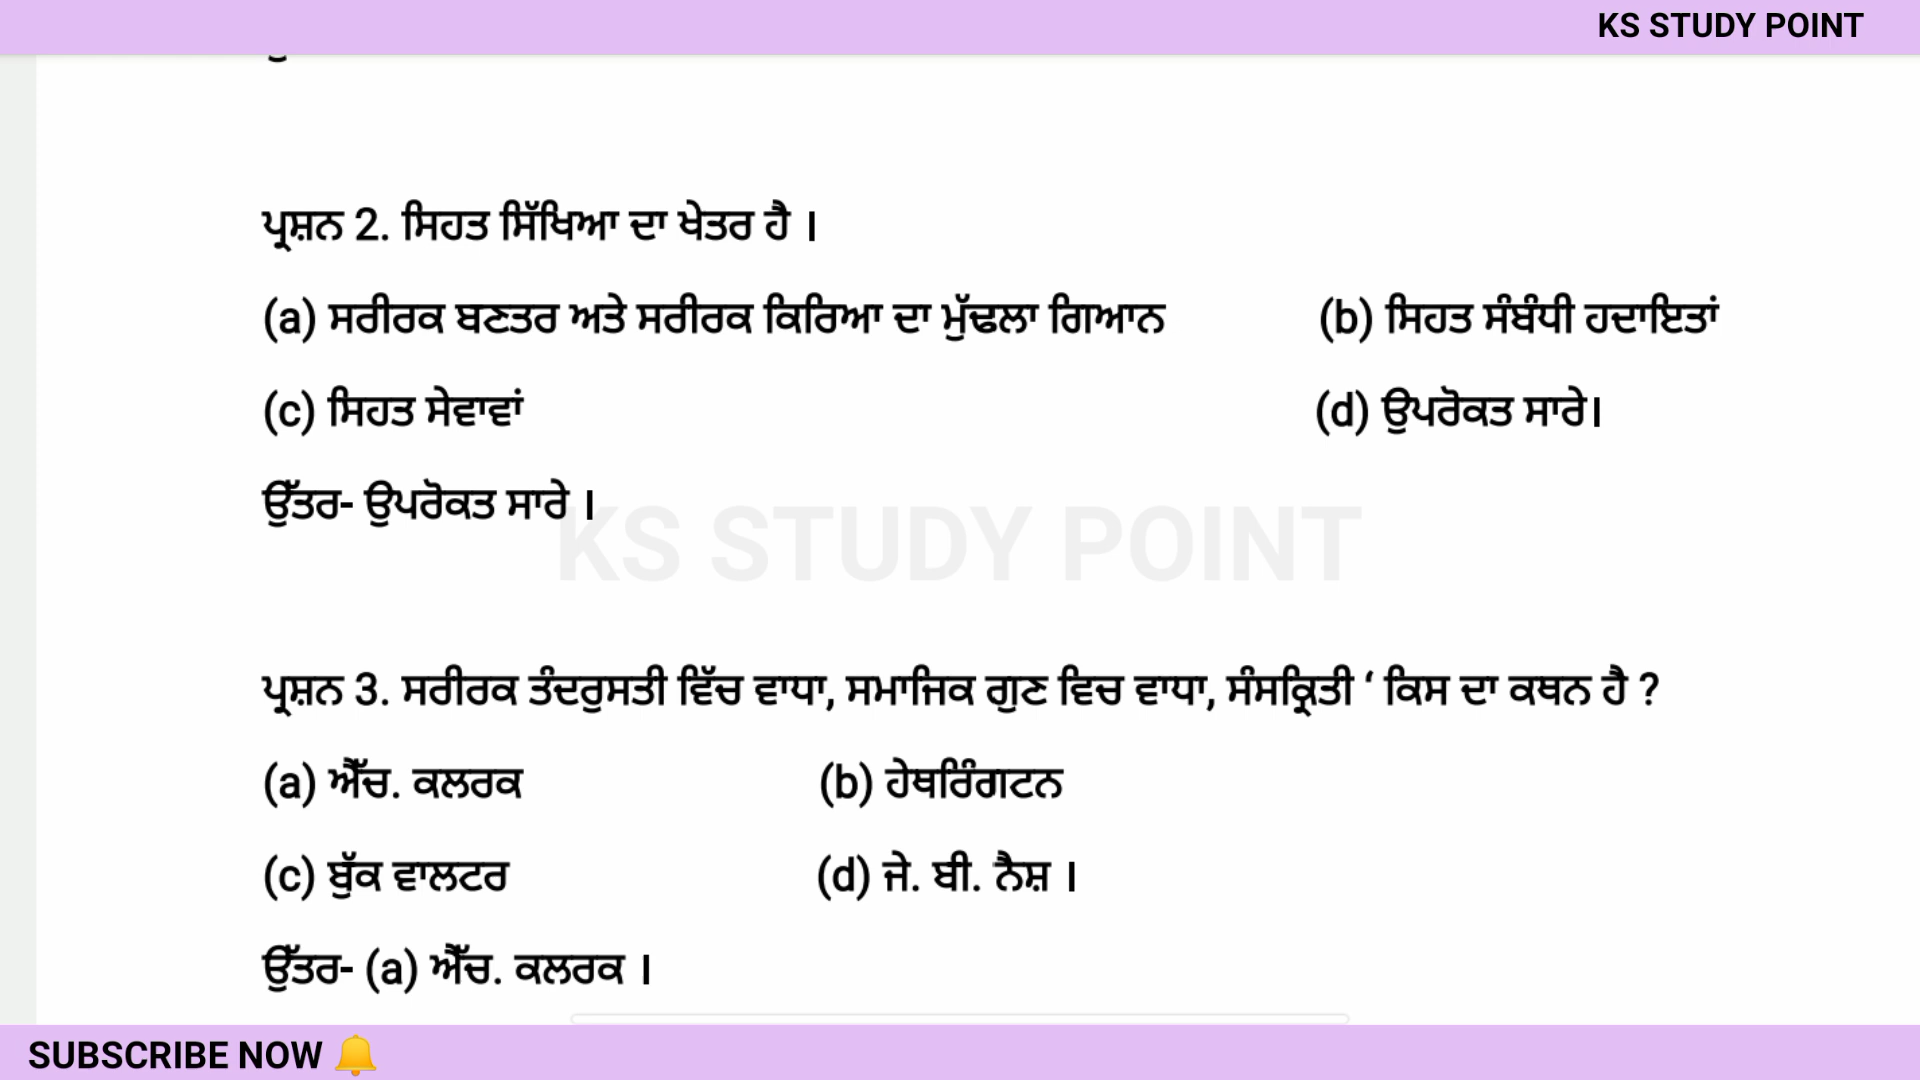 KS STUDY POINT
ਪ੍ਰਸ਼ਨ 2. ਸਿਹਤ ਸਿੱਖਿਆ ਦਾ ਖੇਤਰ ਹੈ ।
(a) ਸਰੀਰਕ ਬਣਤਰ ਅਤੇ ਸਰੀਰਕ ਕਿਰਿਆ ਦਾ ਮੁੱਢਲਾ ਗਿਆਨ (b) ਸਿਹਤ ਸੰਬੰਧੀ ਹਦਾਇਤਾਂ
(c) ਸਿਹਤ ਸੇਵਾਵਾਂ (d) ਉਪਰੋਕਤ ਸਾਰੇ।
ਉੱਤਰ- ਉਪਰੋਕਤ ਸਾਰੇ ।
KS STUDY POINT
ਪ੍ਰਸ਼ਨ 3. ਸਰੀਰਕ ਤੰਦਰੁਸਤੀ ਵਿੱਚ ਵਾਧਾ, ਸਮਾਜਿਕ ਗੁਣ ਵਿਚ ਵਾਧਾ, ਸੰਸਕ੍ਰਿਤੀ ‘ ਕਿਸ ਦਾ ਕਥਨ ਹੈ ?
(a) ਐੱਚ. ਕਲਰਕ (b) ਹੇਥਰਿੰਗਟਨ
(c) ਬੁੱਕ ਵਾਲਟਰ (d) ਜੇ. ਬੀ. ਨੈਸ਼ ।
ਉੱਤਰ- (a) ਐੱਚ. ਕਲਰਕ ।
SUBSCRIBE NOW